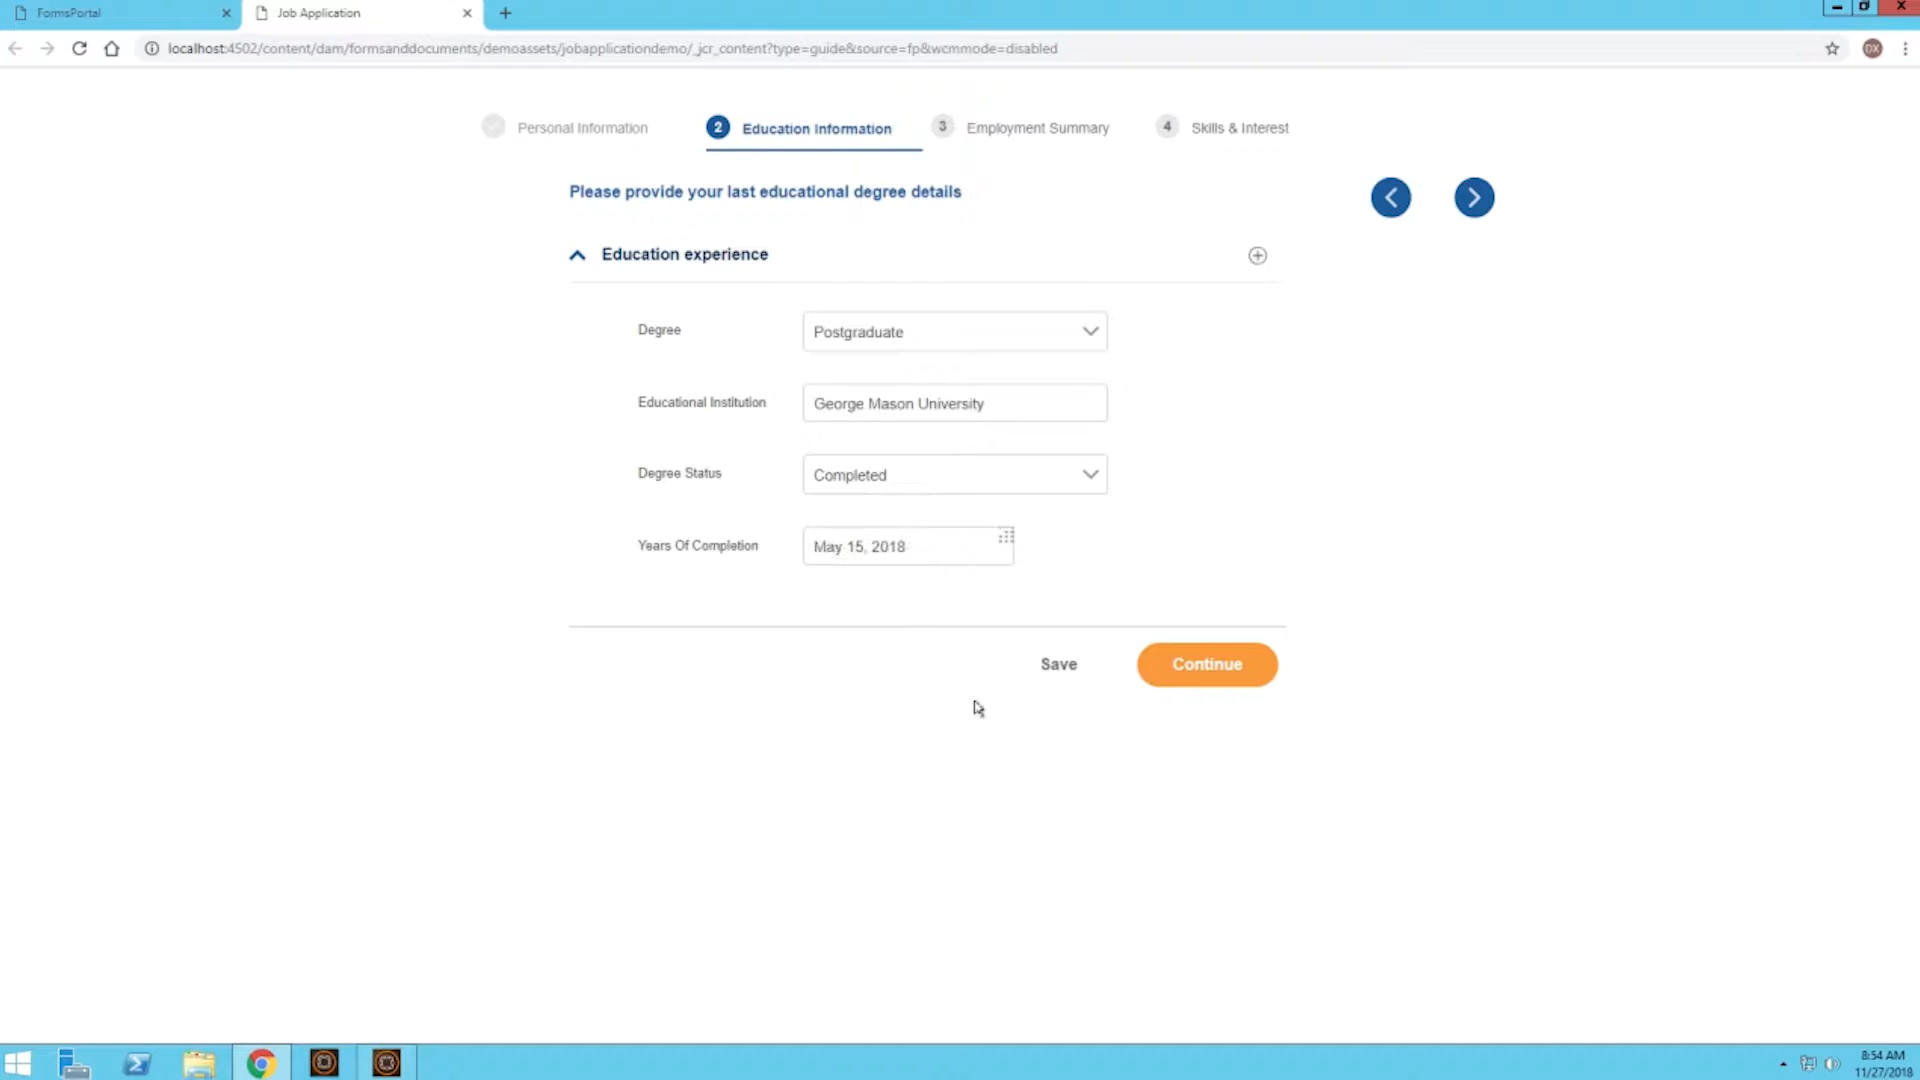 FormsPortal
Job Application
localhost:4502/content/dam/formsanddocuments/demoassets/jobapplicationdemo/_jcr_content?type=guide&source=fp&wcmmode=disabled
DX
Personal Information
2 Education Information
3 Employment Summary
4 Skills & Interest
Please provide your last educational degree details
Education experience
Degree
Postgraduate
Educational Institution
George Mason University
Degree Status
Completed
Years Of Completion
May 15, 2018
Save
Continue
8:54 AM
11/27/2018